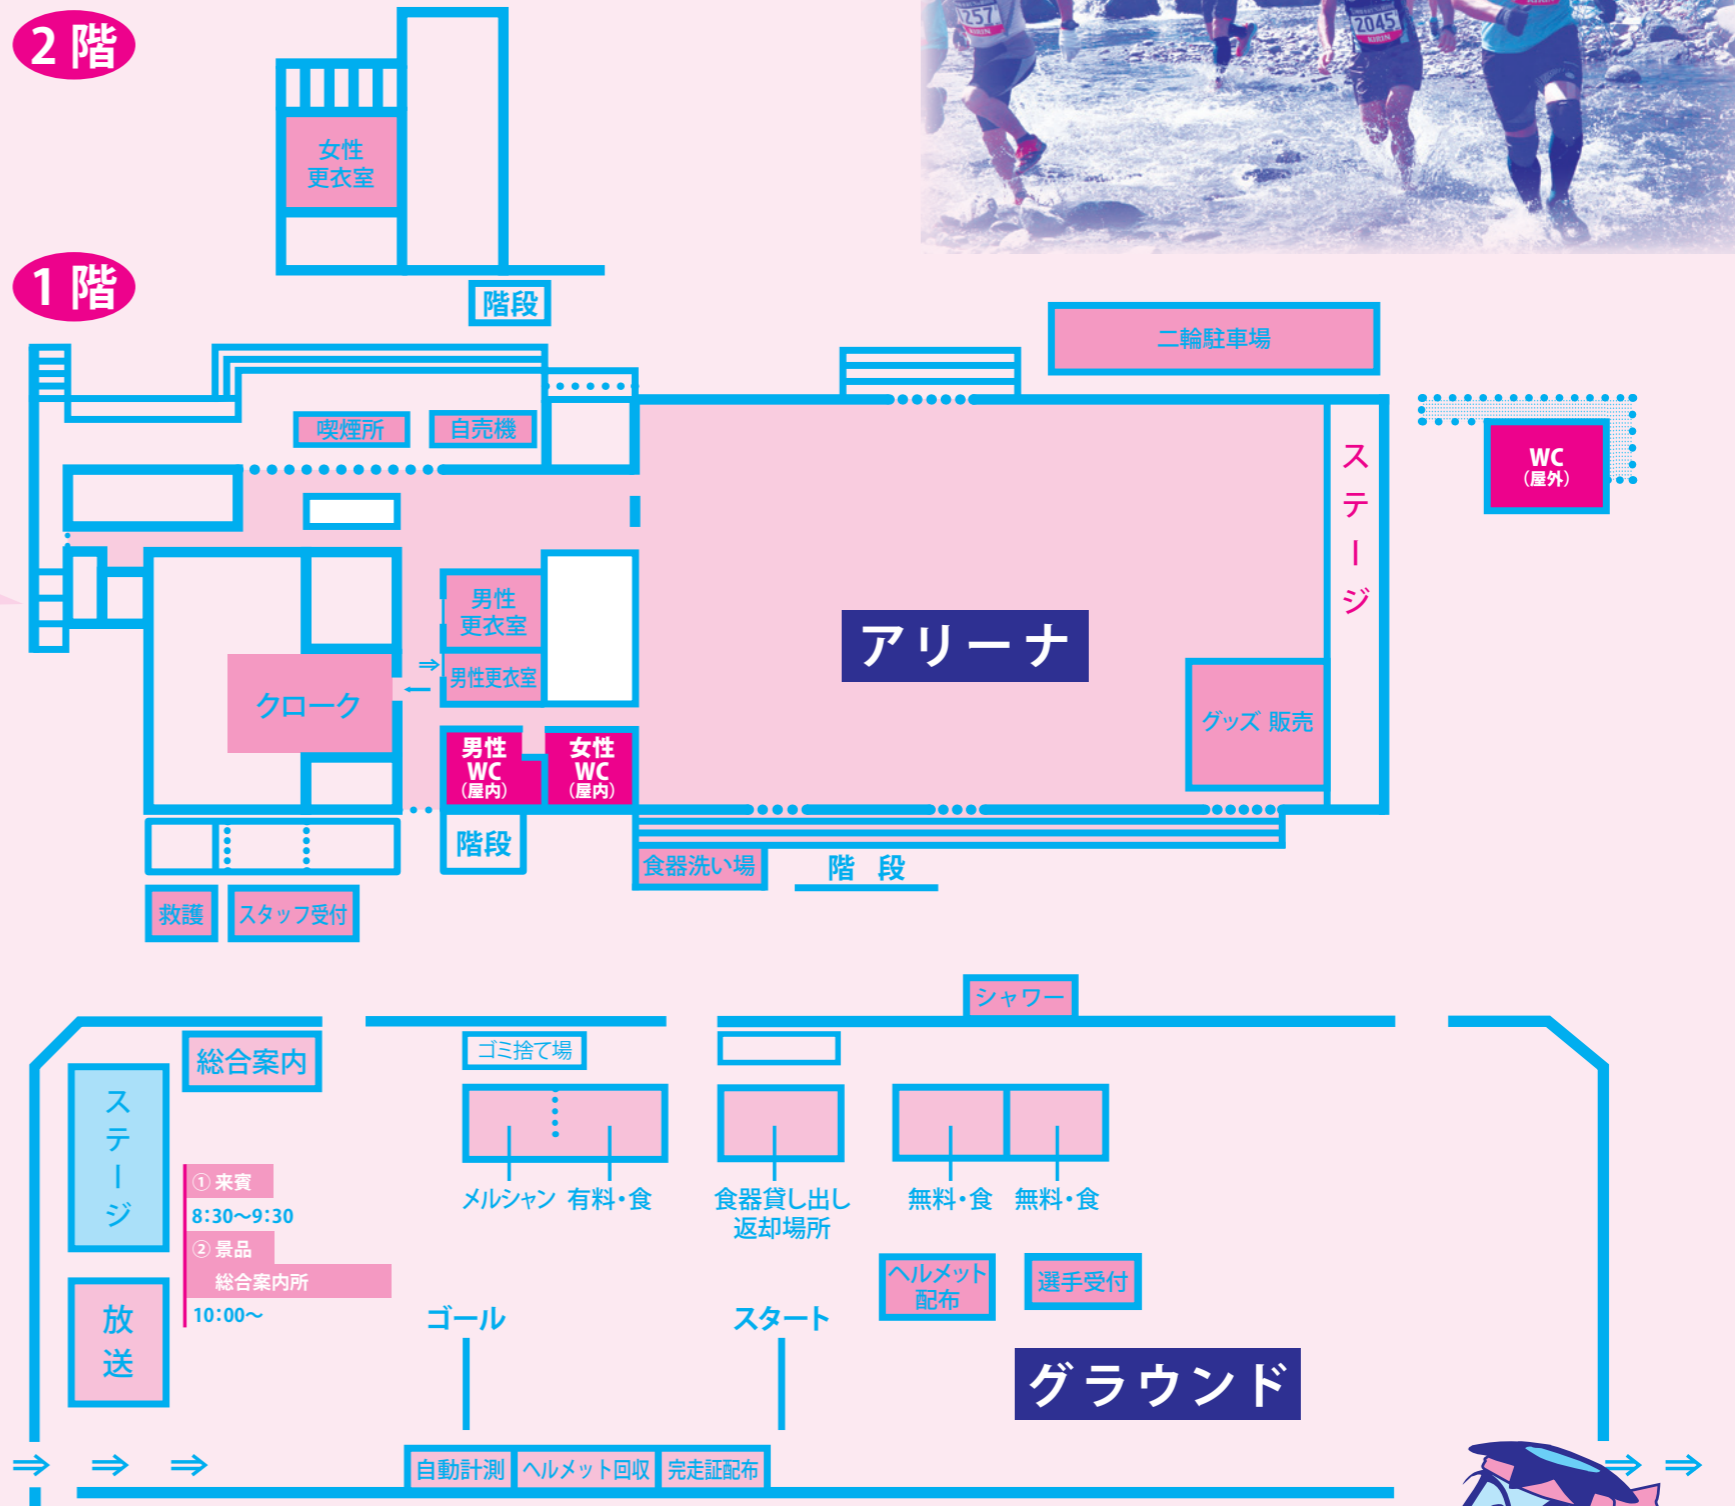 2階
257
KIRIN
2045
KIRIN
女性
更衣室
1階
階段
二輪駐車場
喫煙所
自売機
ステージ
WC
（屋外）
男性
更衣室
⇒
男性更衣室
←
クローク
アリーナ
グッズ 販売
男性
WC
（屋内）
女性
WC
（屋内）
階段
食器洗い場
階 段
救護
スタッフ受付
シャワー
総合案内
ゴミ捨て場
ステージ
メルシャン
有料・食
食器貸し出し
返却場所
無料・食
無料・食
① 来賓
8：30〜9：30
② 景品
総合案内所
10：00〜
ヘルメット
配布
選手受付
放送
ゴール
スタート
グラウンド
⇒ ⇒ ⇒
自動計測
ヘルメット回収
完走証配布
⇒ ⇒